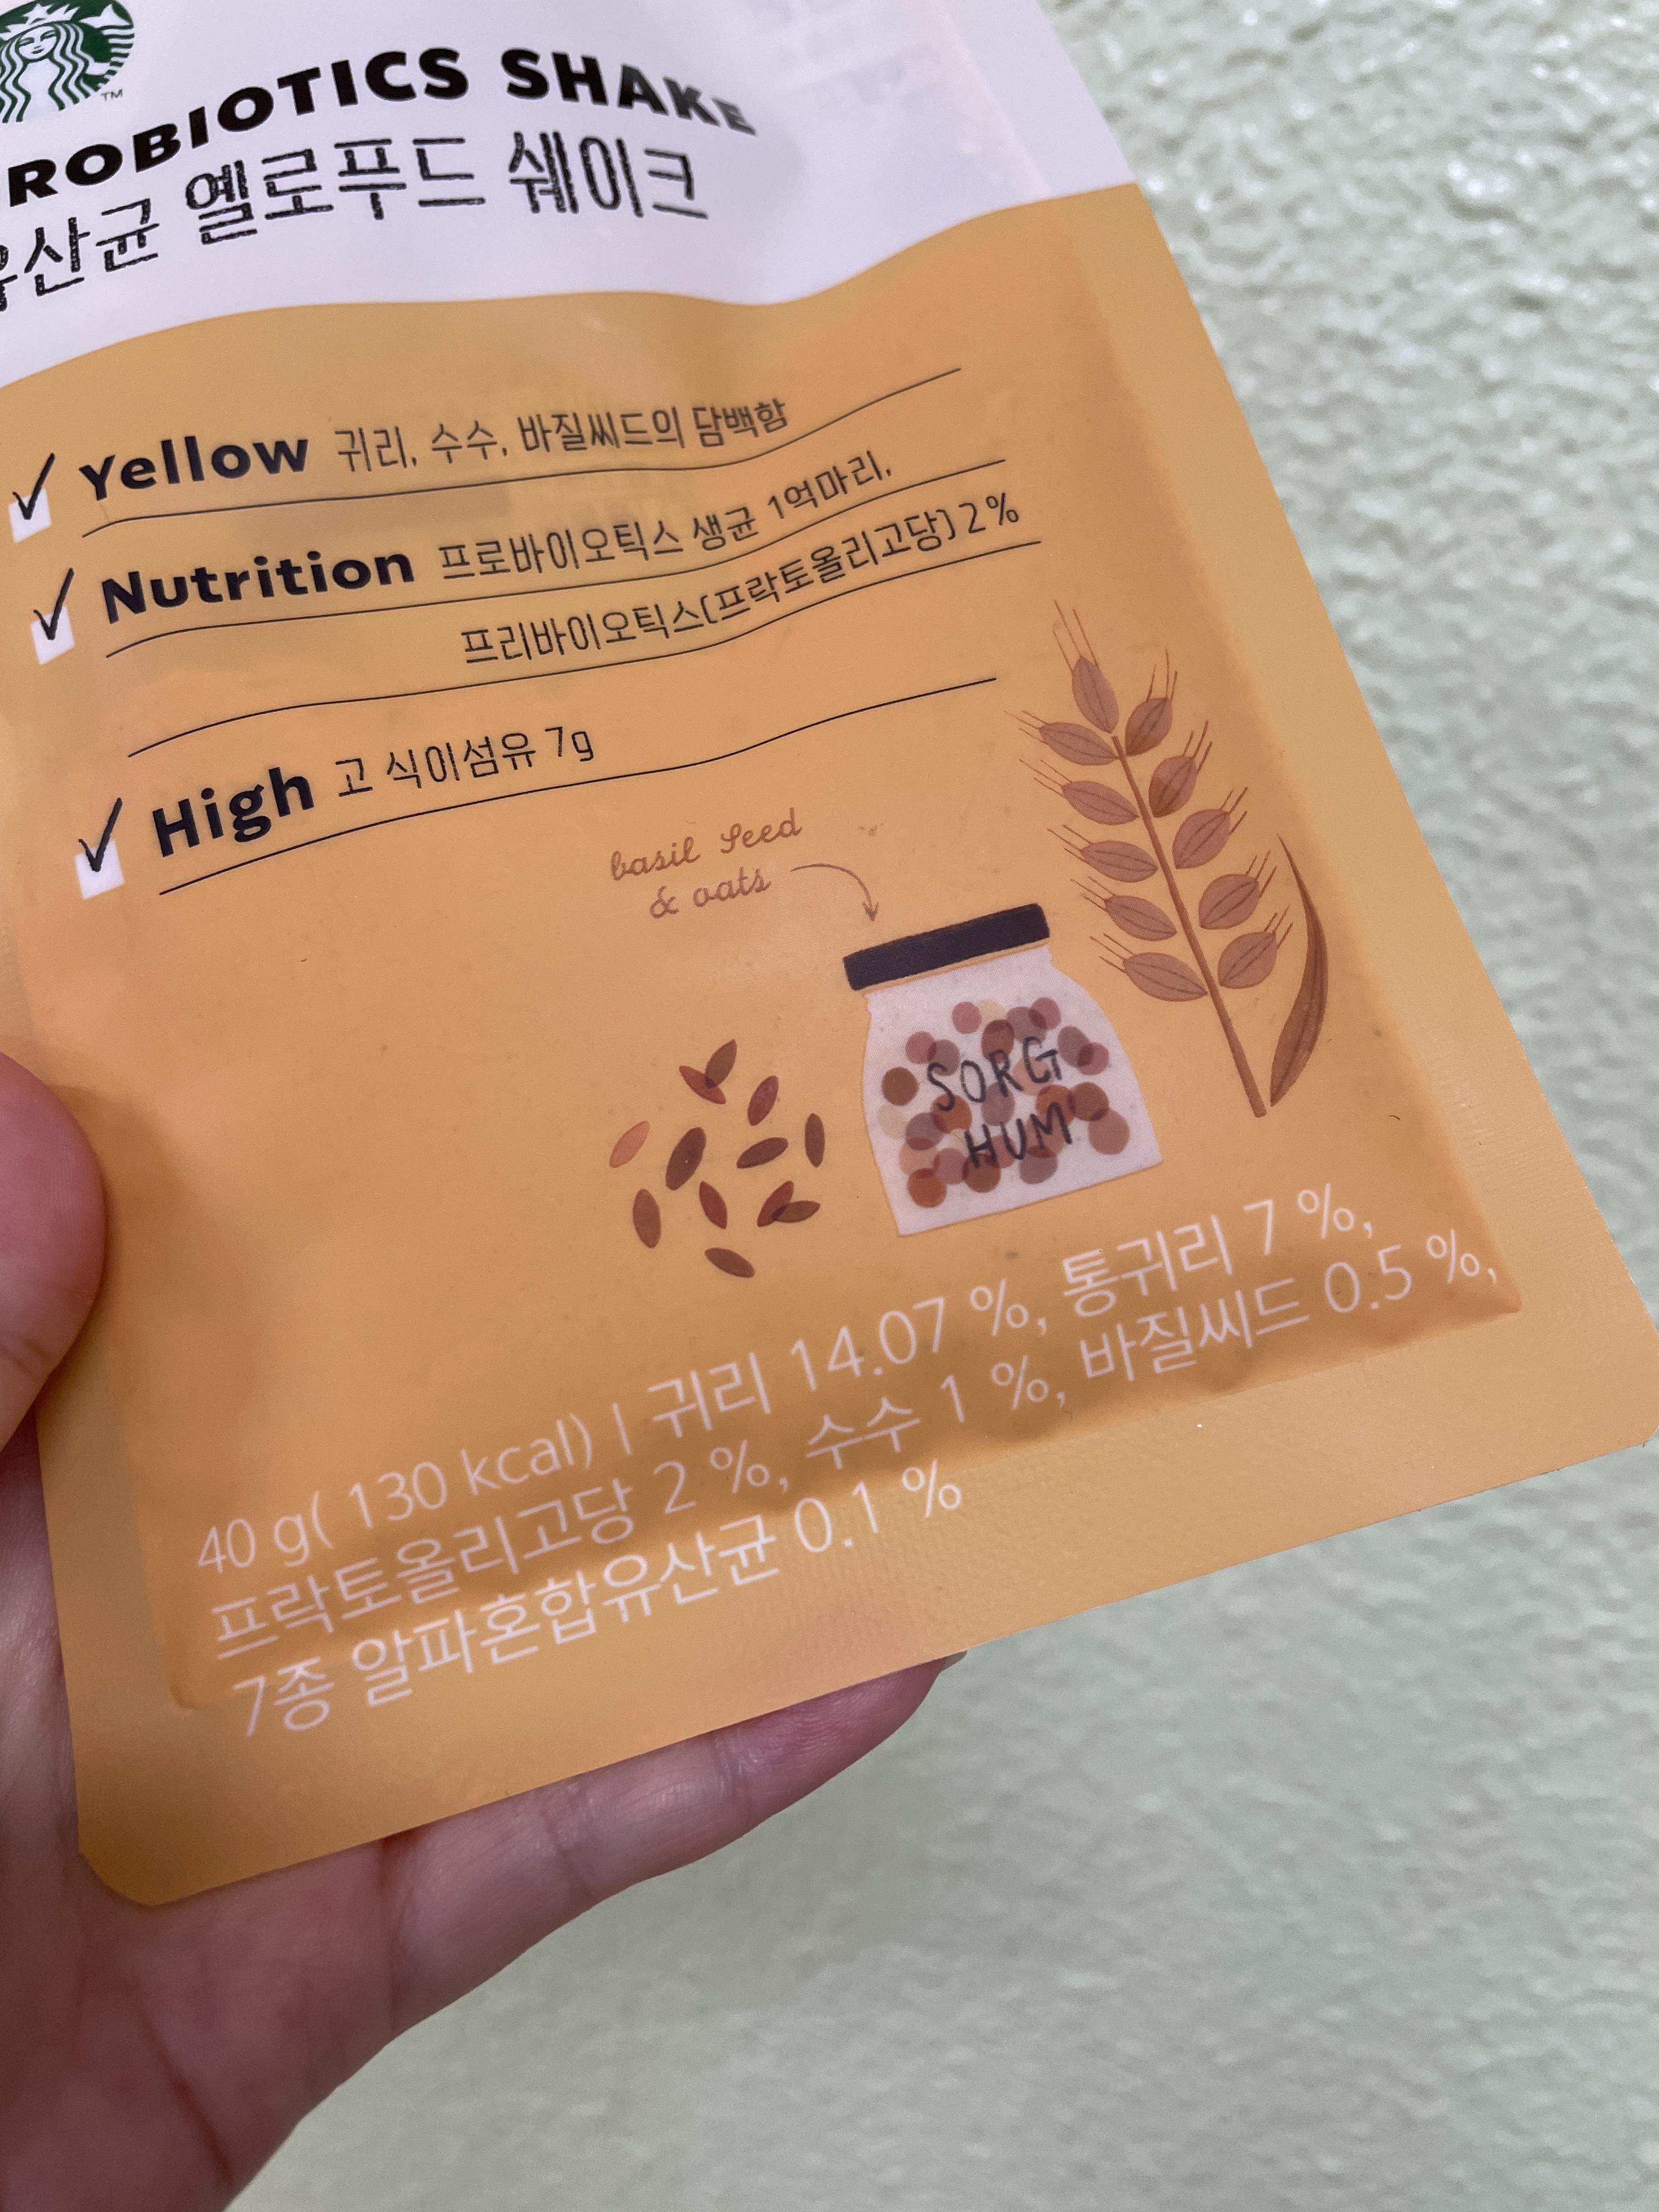 TM
ROBIOTICS SHAKE
유산균 옐로푸드 쉐이크
Yellow 귀리, 수수, 바질씨드의 담백함
Nutrition 프로바이오틱스 생균 1억마리,
프리바이오틱스(프락토올리고당) 2%
High 고 식이섬유 7g
basil seed
& oats
SORG
HUM
40 g( 130 kcal) | 귀리 14.07 %, 통귀리 7 %,
프락토올리고당 2 %, 수수 1 %, 바질씨드 0.5 %,
7종 알파혼합유산균 0.1 %